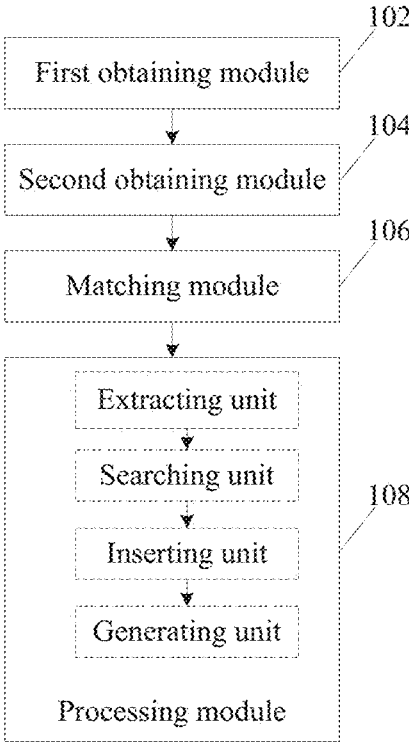 102
First obtaining module
104
Second obtaining module
106
Matching module
Extracting unit
Searching unit
108
Inserting unit
Generating unit
Processing module